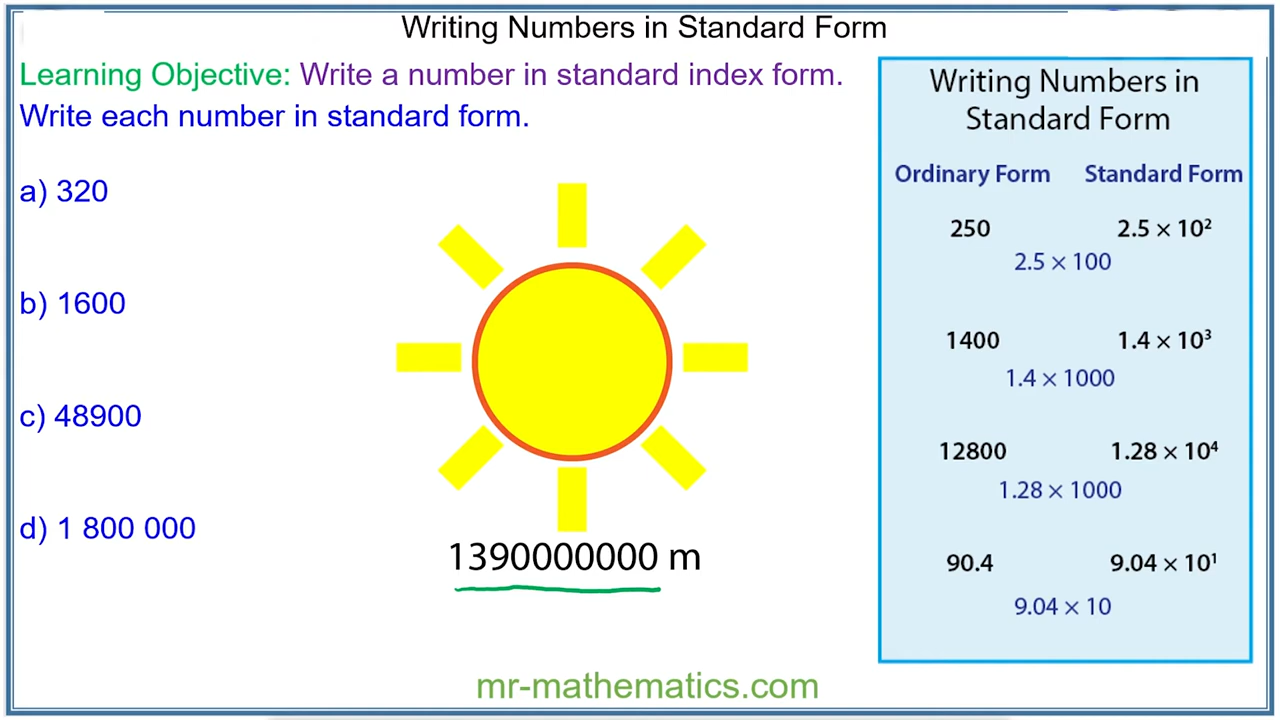 Writing Numbers in Standard Form
Learning Objective: Write a number in standard index form.
Write each number in standard form.
a) 320
b) 1600
c) 48900
d) 1 800 000
1390000000 m
Writing Numbers in
Standard Form
Ordinary Form Standard Form
250 2.5 × 10²
2.5 × 100
1400 1.4 × 10³
1.4 × 1000
12800 1.28 × 10⁴
1.28 × 1000
90.4 9.04 × 10¹
9.04 × 10
mr-mathematics.com